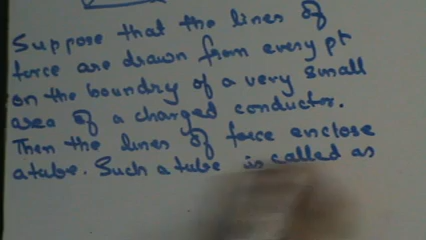 Suppose that the lines of
force are drawn from every pt
on the boundry of a very small
area of a charged conductor.
Then the lines of force enclose
a tube. Such a tube is called as